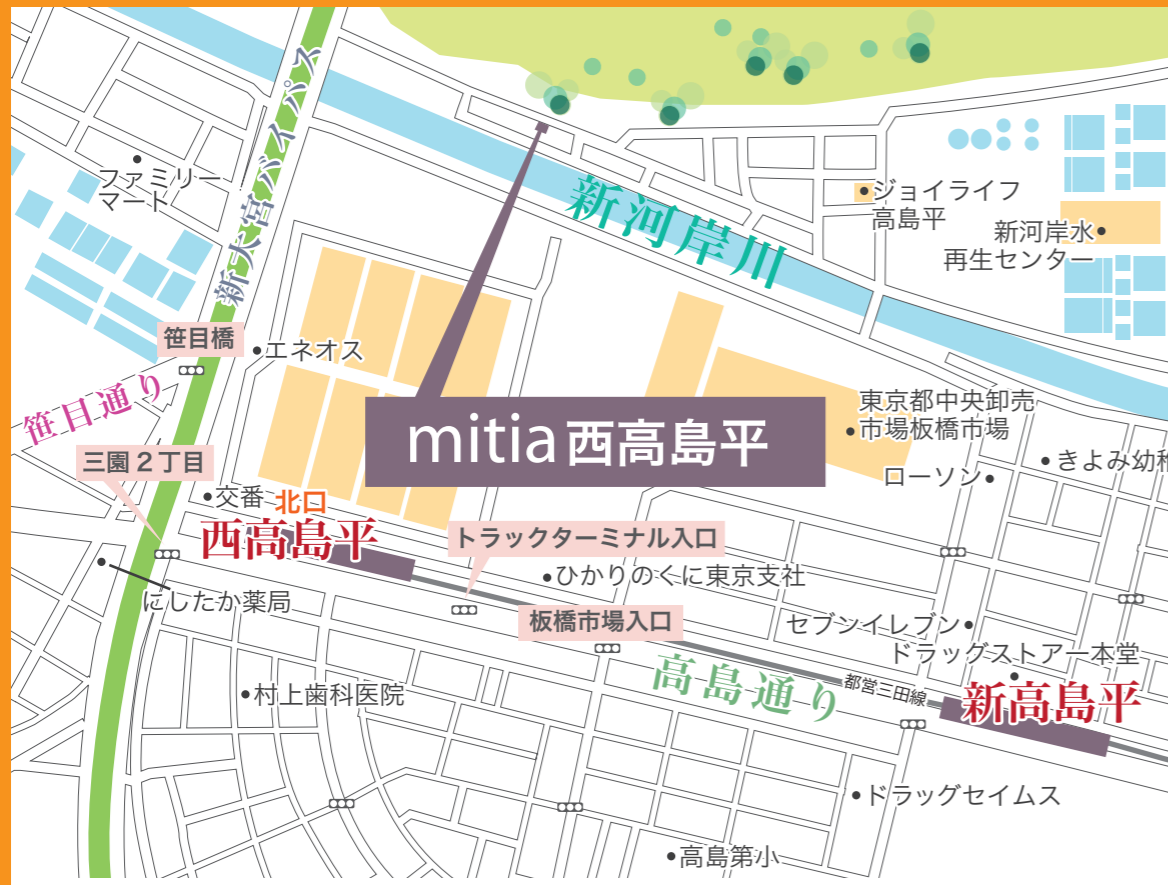 新大宮バイパス
ファミリー
マート
新河岸川
ジョイライフ
高島平
新河岸水
再生センター
笹目橋
エネオス
笹目通り
mitia 西高島平
東京都中央卸売
市場板橋市場
ローソン
きよみ幼稚
三園2丁目
交番
北口
西高島平
トラックターミナル入口
ひかりのくに東京支社
にしたか薬局
板橋市場入口
セブンイレブン
ドラッグストアー本堂
高島通り
都営三田線
新高島平
村上歯科医院
ドラッグセイムス
高島第小